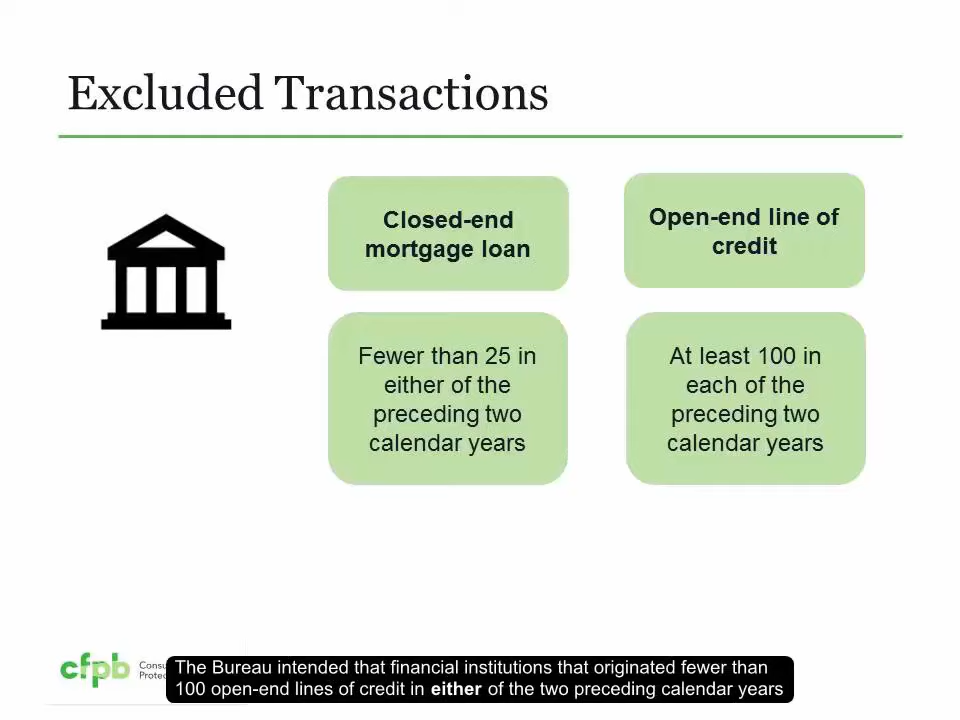 Excluded Transactions
Closed-end
mortgage loan
Open-end line of
credit
Fewer than 25 in
either of the
preceding two
calendar years
At least 100 in
each of the
preceding two
calendar years
cfpb
The Bureau intended that financial institutions that originated fewer than
100 open-end lines of credit in either of the two preceding calendar years